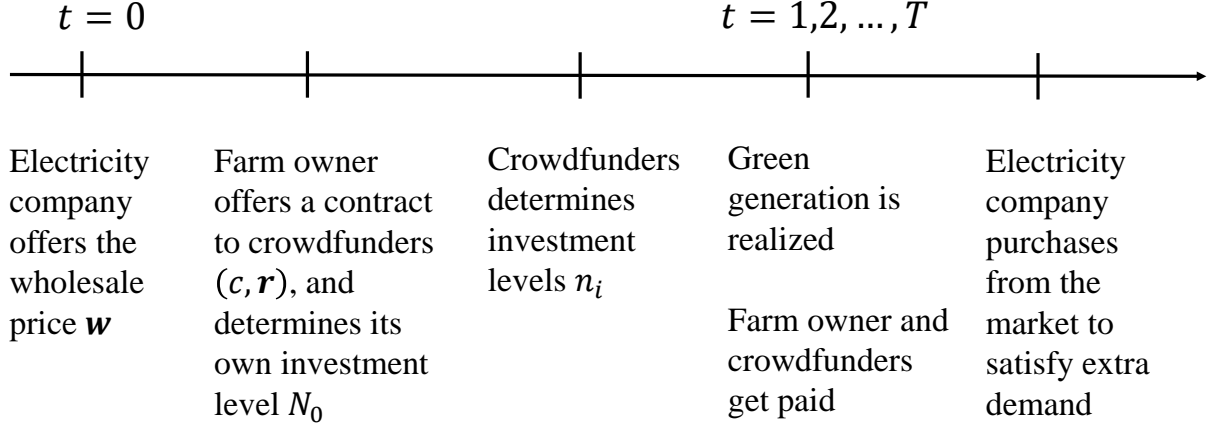 t = 0
t = 1,2, … , T
Electricity
company
offers the
wholesale
price w
Farm owner
offers a contract
to crowdfunders
(c, r), and
determines its
own investment
level N₀
Crowdfunders
determines
investment
levels nᵢ
Green
generation is
realized
Farm owner and
crowdfunders
get paid
Electricity
company
purchases
from the
market to
satisfy extra
demand